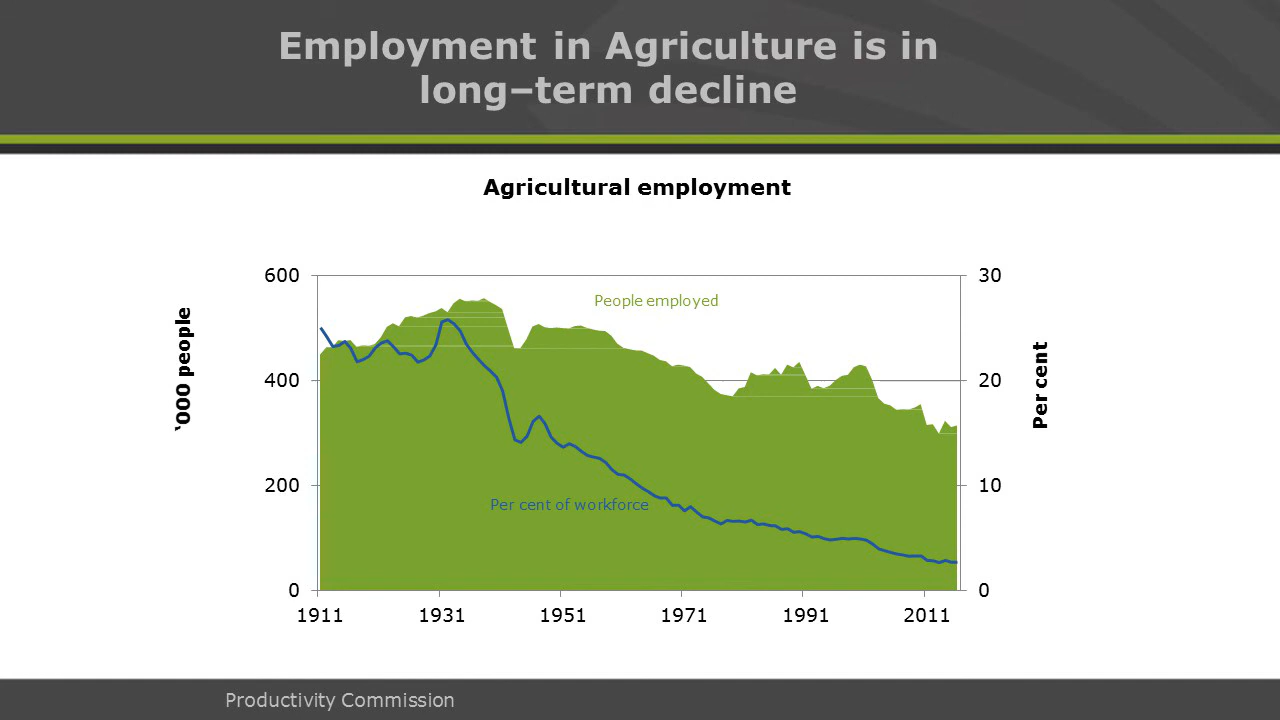 Employment in Agriculture is in
long–term decline
Agricultural employment
600
400
200
0
'000 people
People employed
Per cent of workforce
30
20
10
0
Per cent
1911
1931
1951
1971
1991
2011
Productivity Commission